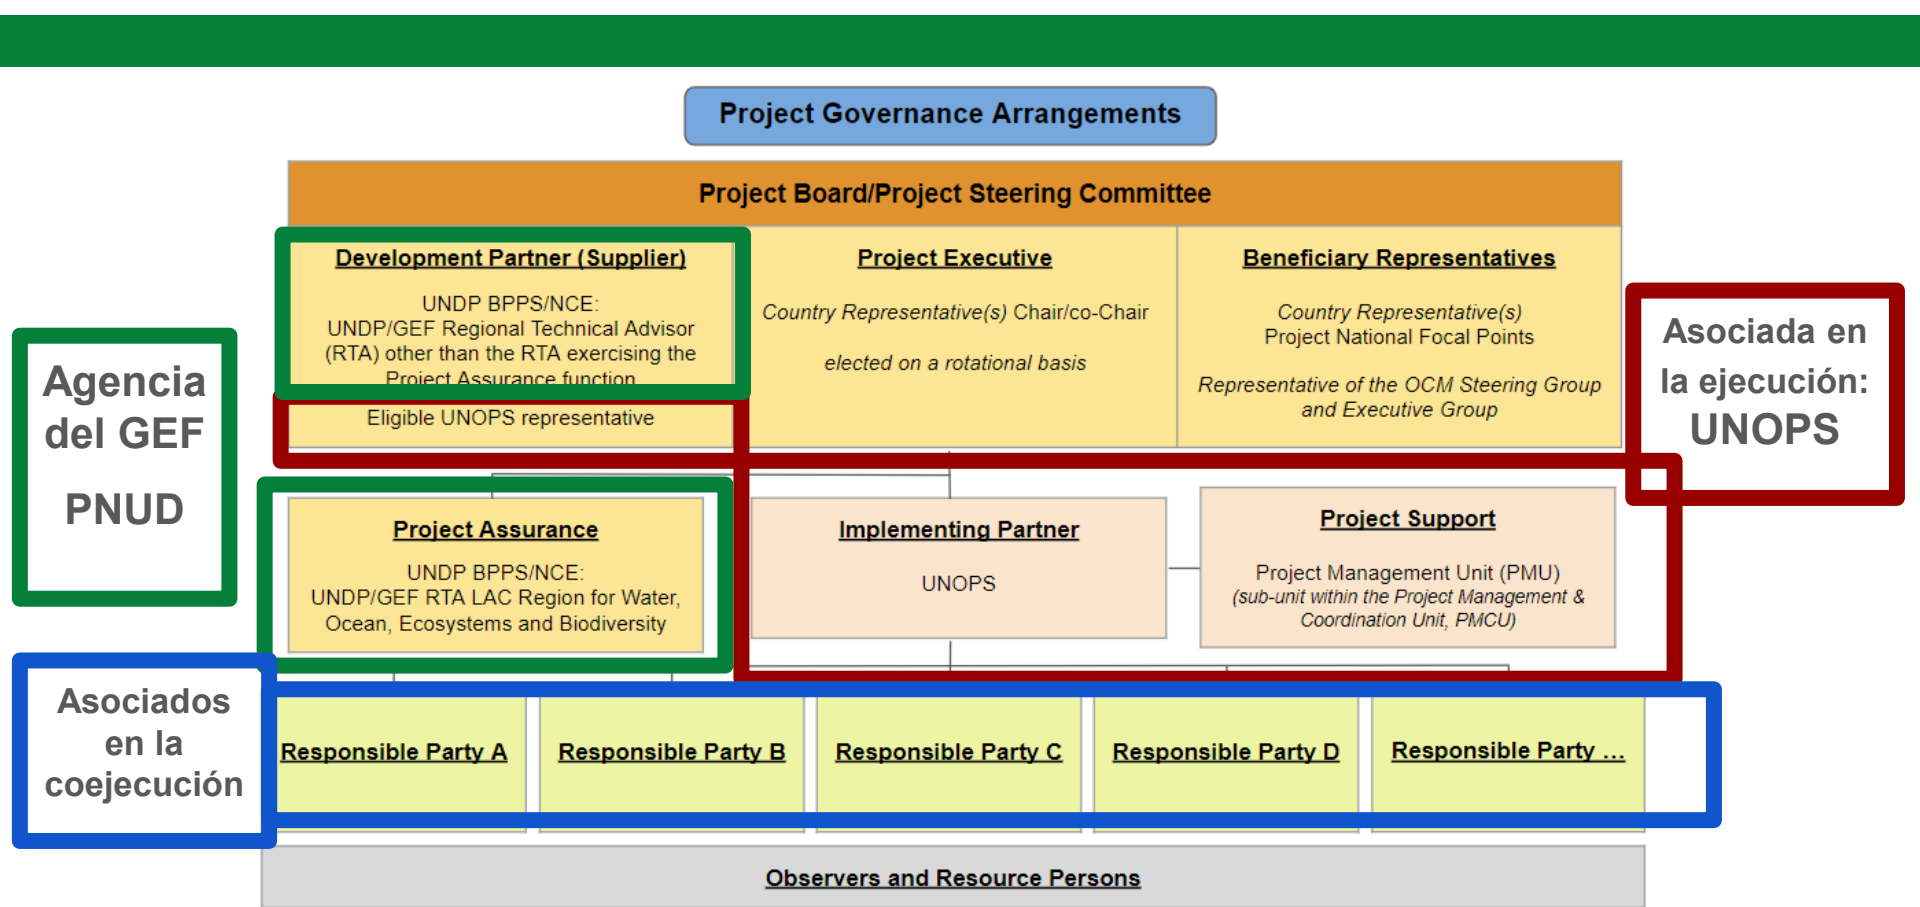 Project Governance Arrangements
Project Board/Project Steering Committee
Development Partner (Supplier)
UNDP BPPS/NCE:
UNDP/GEF Regional Technical Advisor
(RTA) other than the RTA exercising the
Project Assurance function
Eligible UNOPS representative
Project Executive
Country Representative(s) Chair/co-Chair
elected on a rotational basis
Beneficiary Representatives
Country Representative(s)
Project National Focal Points
Representative of the OCM Steering Group
and Executive Group
Agencia
del GEF
PNUD
Asociada en
la ejecución:
UNOPS
Project Assurance
UNDP BPPS/NCE:
UNDP/GEF RTA LAC Region for Water,
Ocean, Ecosystems and Biodiversity
Implementing Partner
UNOPS
Project Support
Project Management Unit (PMU)
(sub-unit within the Project Management &
Coordination Unit, PMCU)
Asociados
en la
coejecución
Responsible Party A
Responsible Party B
Responsible Party C
Responsible Party D
Responsible Party …
Observers and Resource Persons